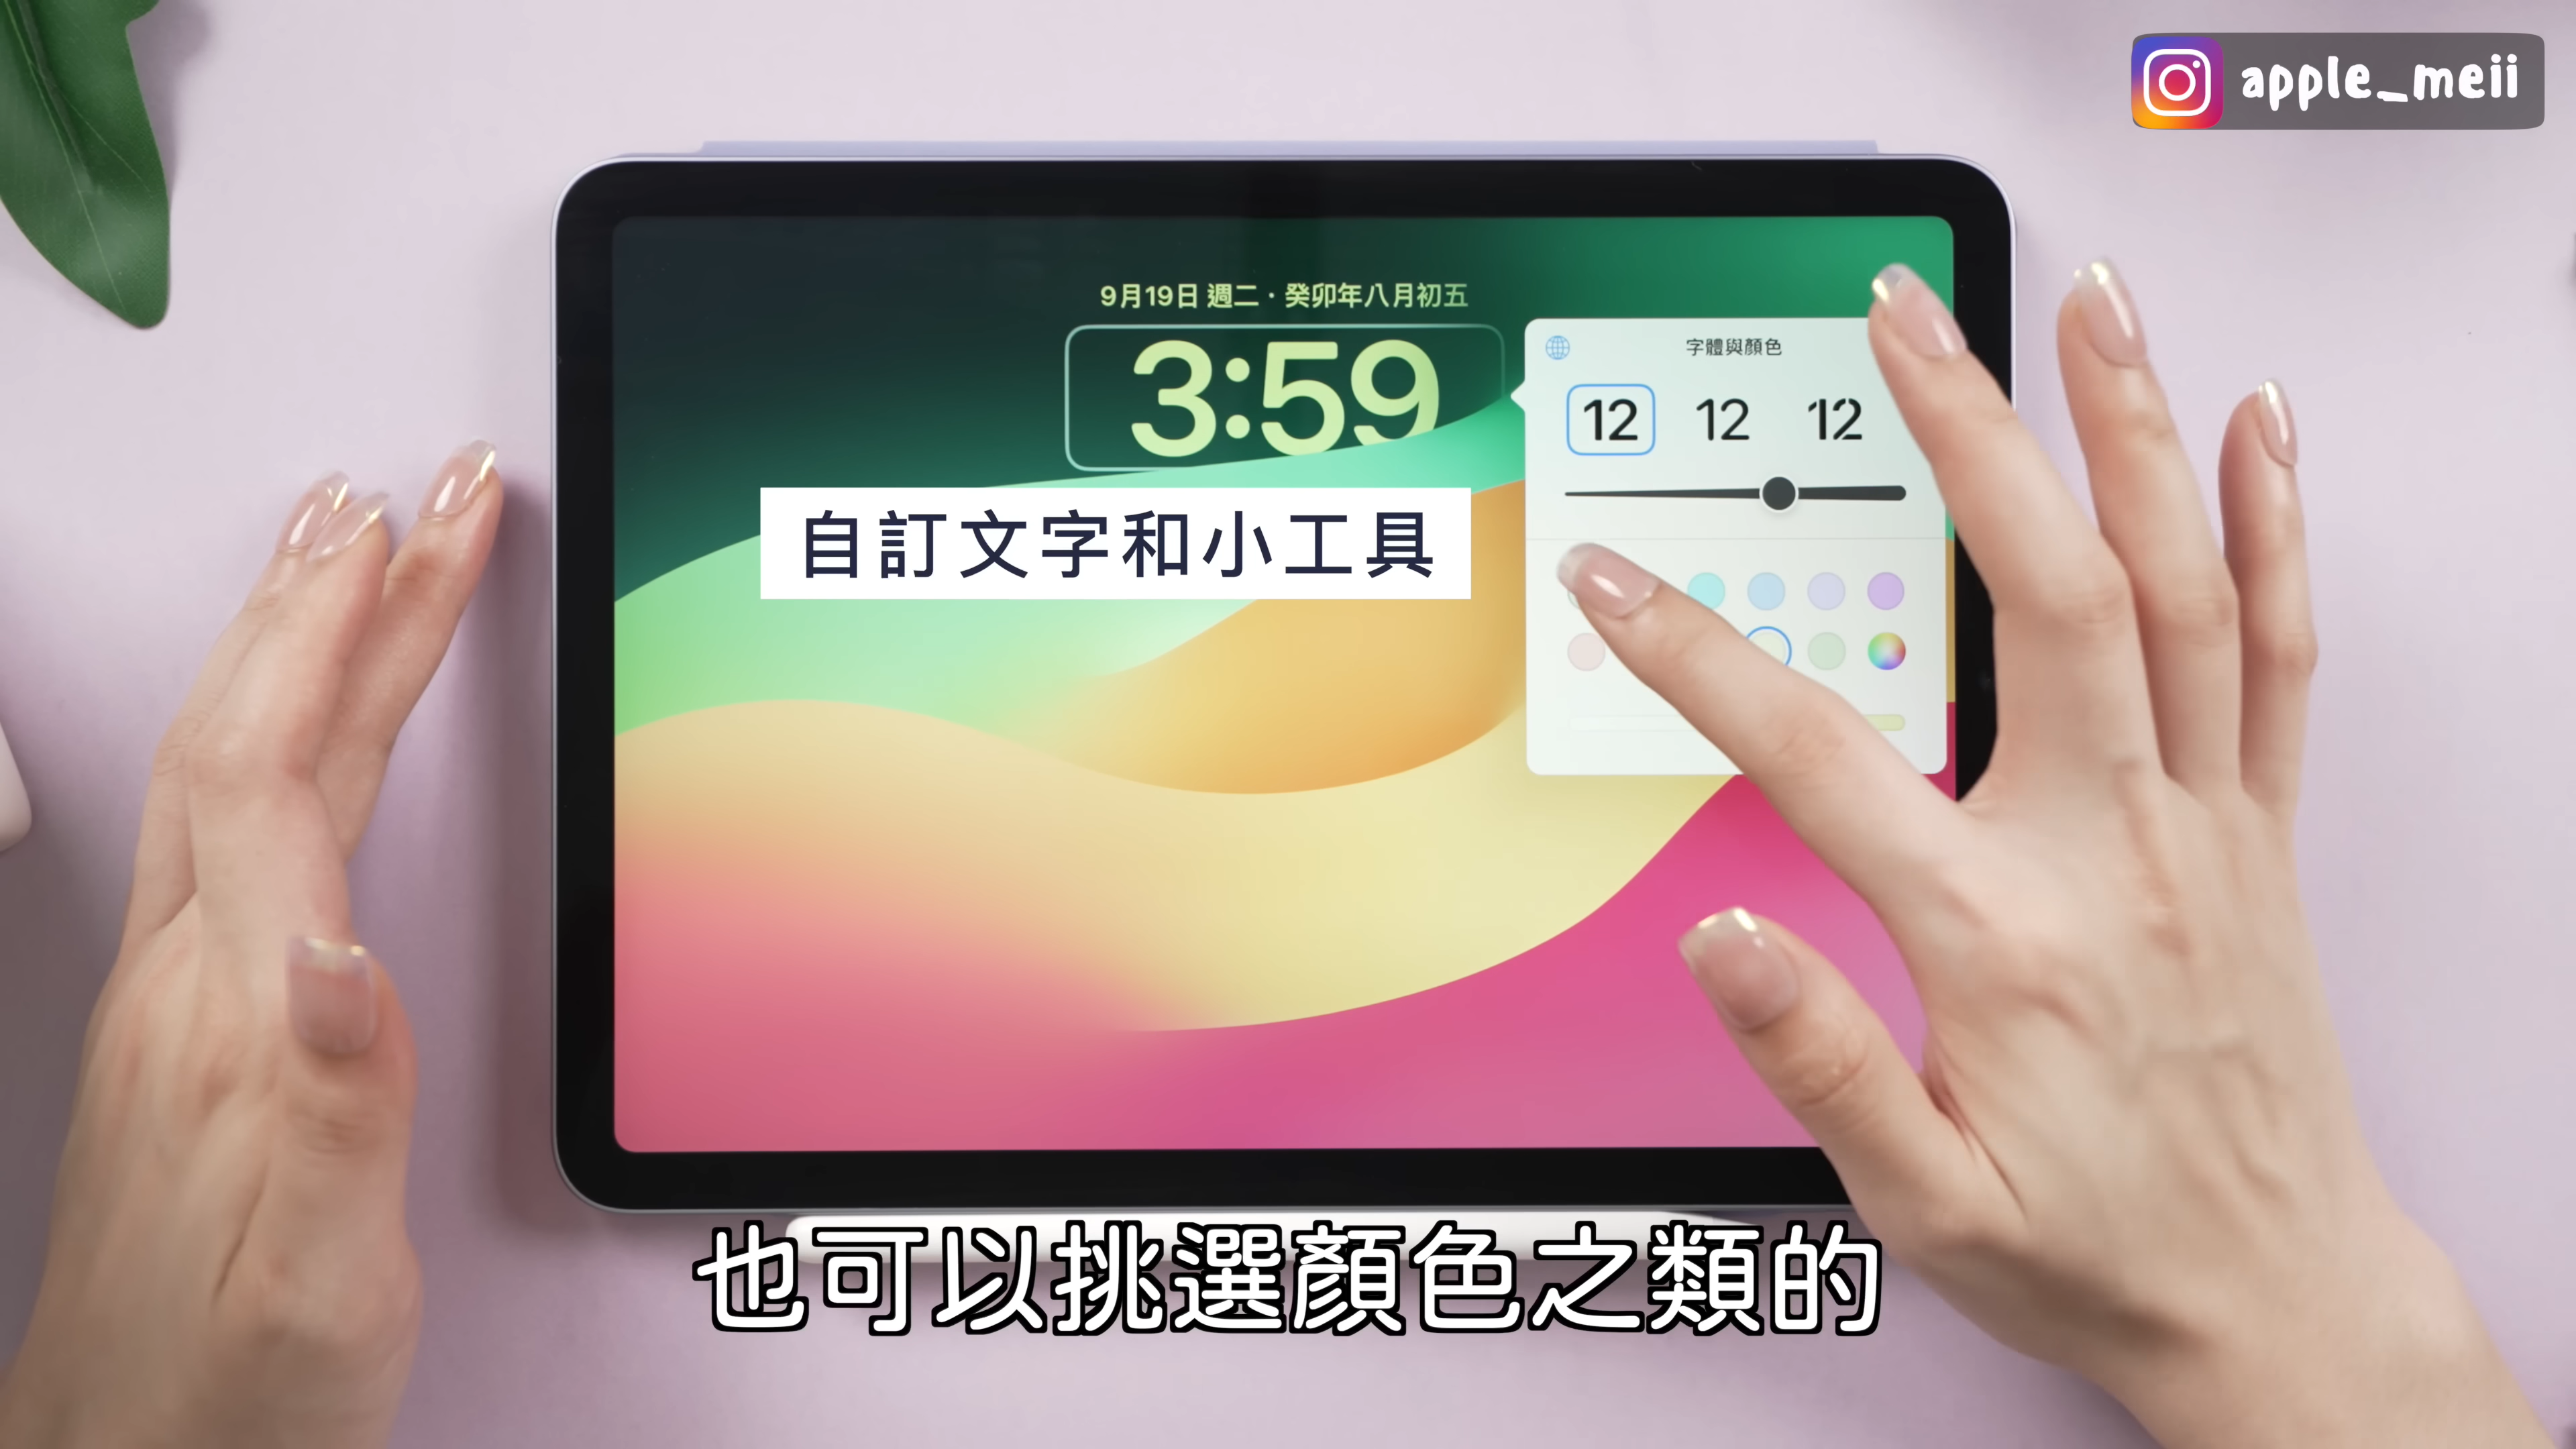 apple_meii
9月19日 週二 · 癸卯年八月初五
3:59
字體與顏色
12 12 12
自訂文字和小工具
也可以挑選顏色之類的